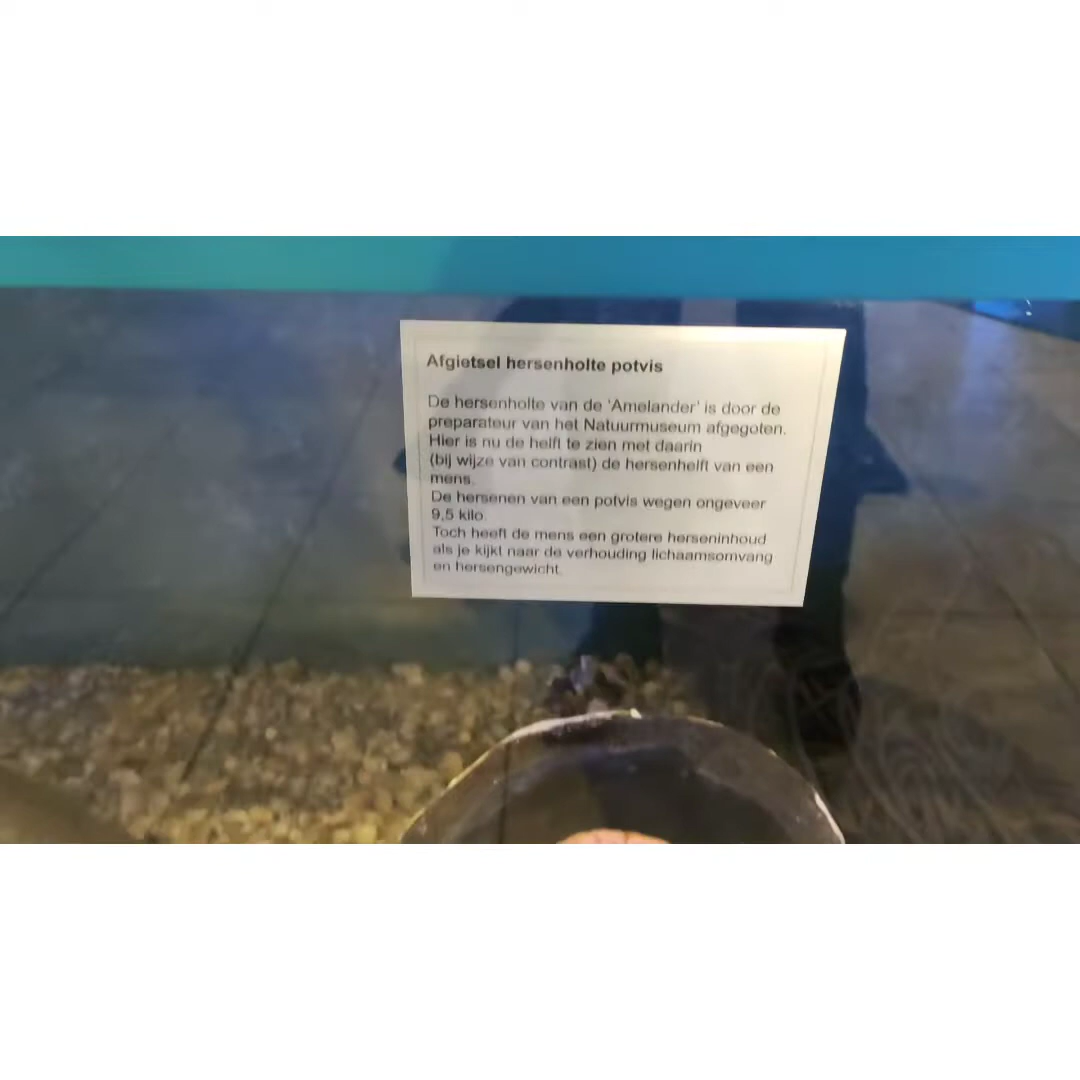 Afgietsel hersenholte potvis
De hersenholte van de 'Amelander' is door de
preparateur van het Natuurmuseum afgegoten.
Hier is nu de helft te zien met daarin
(bij wijze van contrast) de hersenhelft van een
mens.
De hersenen van een potvis wegen ongeveer
9,5 kilo.
Toch heeft de mens een grotere herseninhoud
als je kijkt naar de verhouding lichaamsomvang
en hersengewicht.